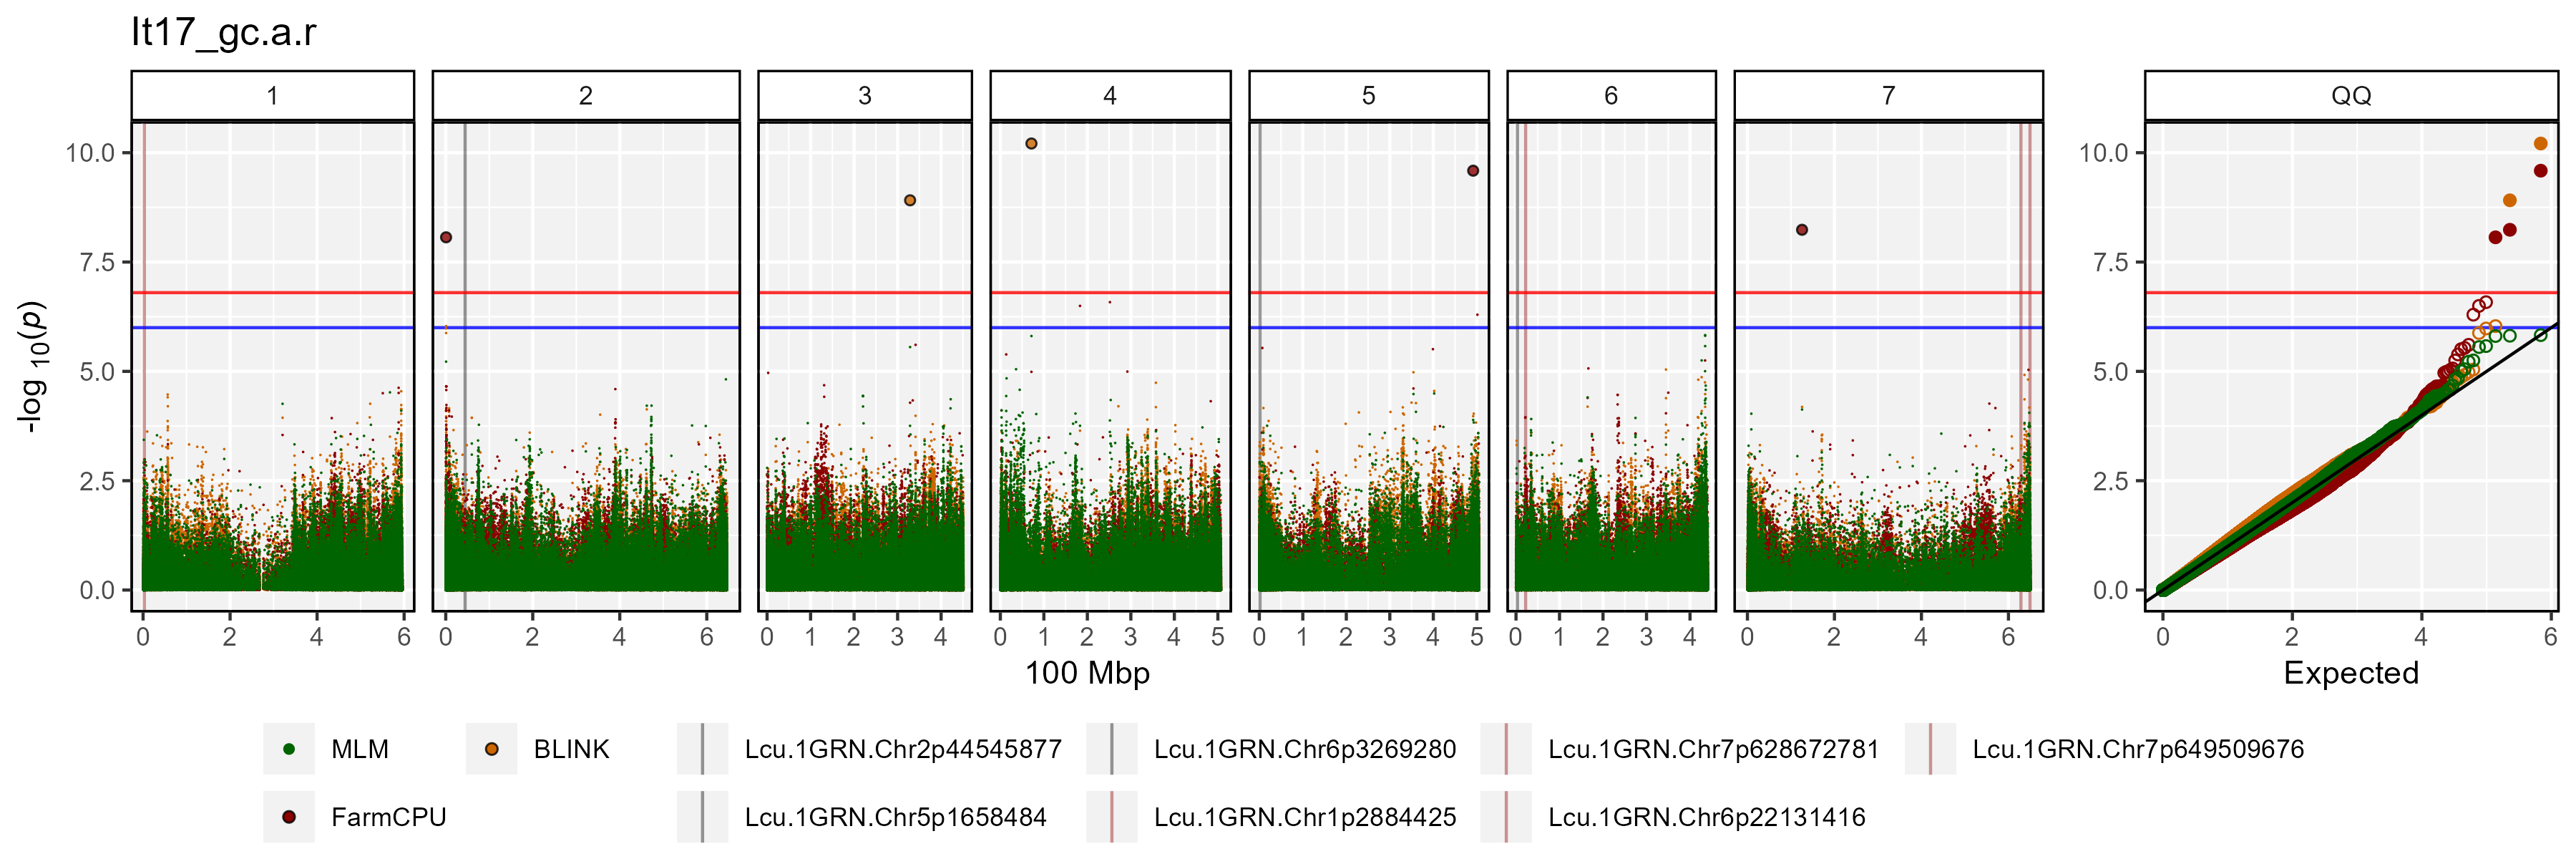 It17_gc.a.r
1 2 3 4 5 6 7 QQ
10.0 10.0
7.5 7.5
5.0 5.0
2.5 2.5
0.0 0.0
-log 10(p)
0 2 4 6 0 2 4 6 0 1 2 3 4 0 1 2 3 4 5 0 1 2 3 4 5 0 1 2 3 4 0 2 4 6 0 2 4 6
100 Mbp Expected
MLM BLINK Lcu.1GRN.Chr2p44545877 Lcu.1GRN.Chr6p3269280 Lcu.1GRN.Chr7p628672781 Lcu.1GRN.Chr7p649509676
FarmCPU Lcu.1GRN.Chr5p1658484 Lcu.1GRN.Chr1p2884425 Lcu.1GRN.Chr6p22131416